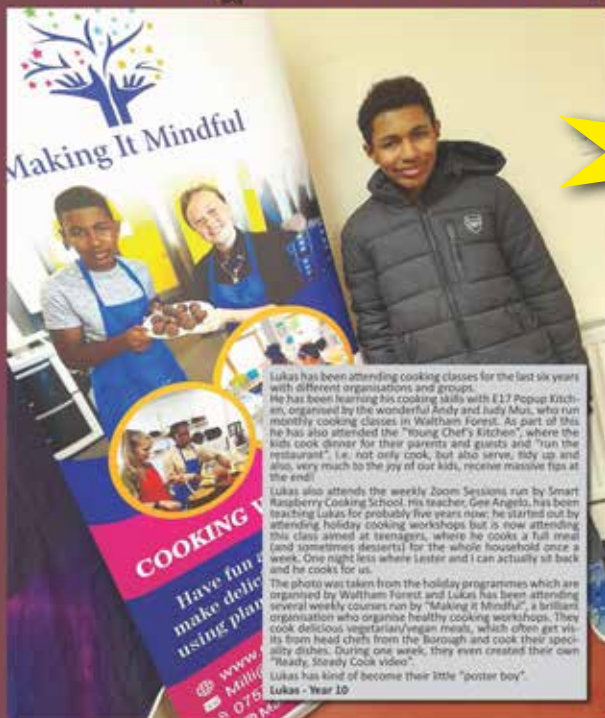 Making It Mindful
COOKING W
Have fun a
make delic
using plan
www.
Milli@
075
Lukas has been attending cooking classes for the last six years
with different organisations and groups.
He has been learning his cooking skills with E17 Popup Kitch-
en, organised by the wonderful Andy and Judy Mus, who run
monthly cooking classes in Waltham Forest. As part of this
he has also attended the "Young Chef's Kitchen", where the
kids cook dinner for their parents and guests and "run the
restaurant", i.e. not only cook, but also serve, tidy up and
also, very much to the joy of our kids, receive massive tips at
the end!
Lukas also attends the weekly Zoom Sessions run by Smart
Raspberry Cooking School. His teacher, Gee Angelo, has been
teaching Lukas for probably five years now; he started out by
attending holiday cooking workshops but is now attending
this class aimed at teenagers, where he cooks a full meal
(and sometimes desserts) for the whole household once a
week. One night less where Lester and I can actually sit back
and he cooks for us.
The photo was taken from the holiday programmes which are
organised by Waltham Forest and Lukas has been attending
several weekly courses run by "Making it Mindful", a brilliant
organisation who organise healthy cooking workshops. They
cook delicious vegetarian/vegan meals, which often get vis-
its from head chefs from the Borough and cook their speci-
ality dishes. During one week, they even created their own
"Ready, Steady Cook video".
Lukas has kind of become their little "poster boy".
Lukas - Year 10